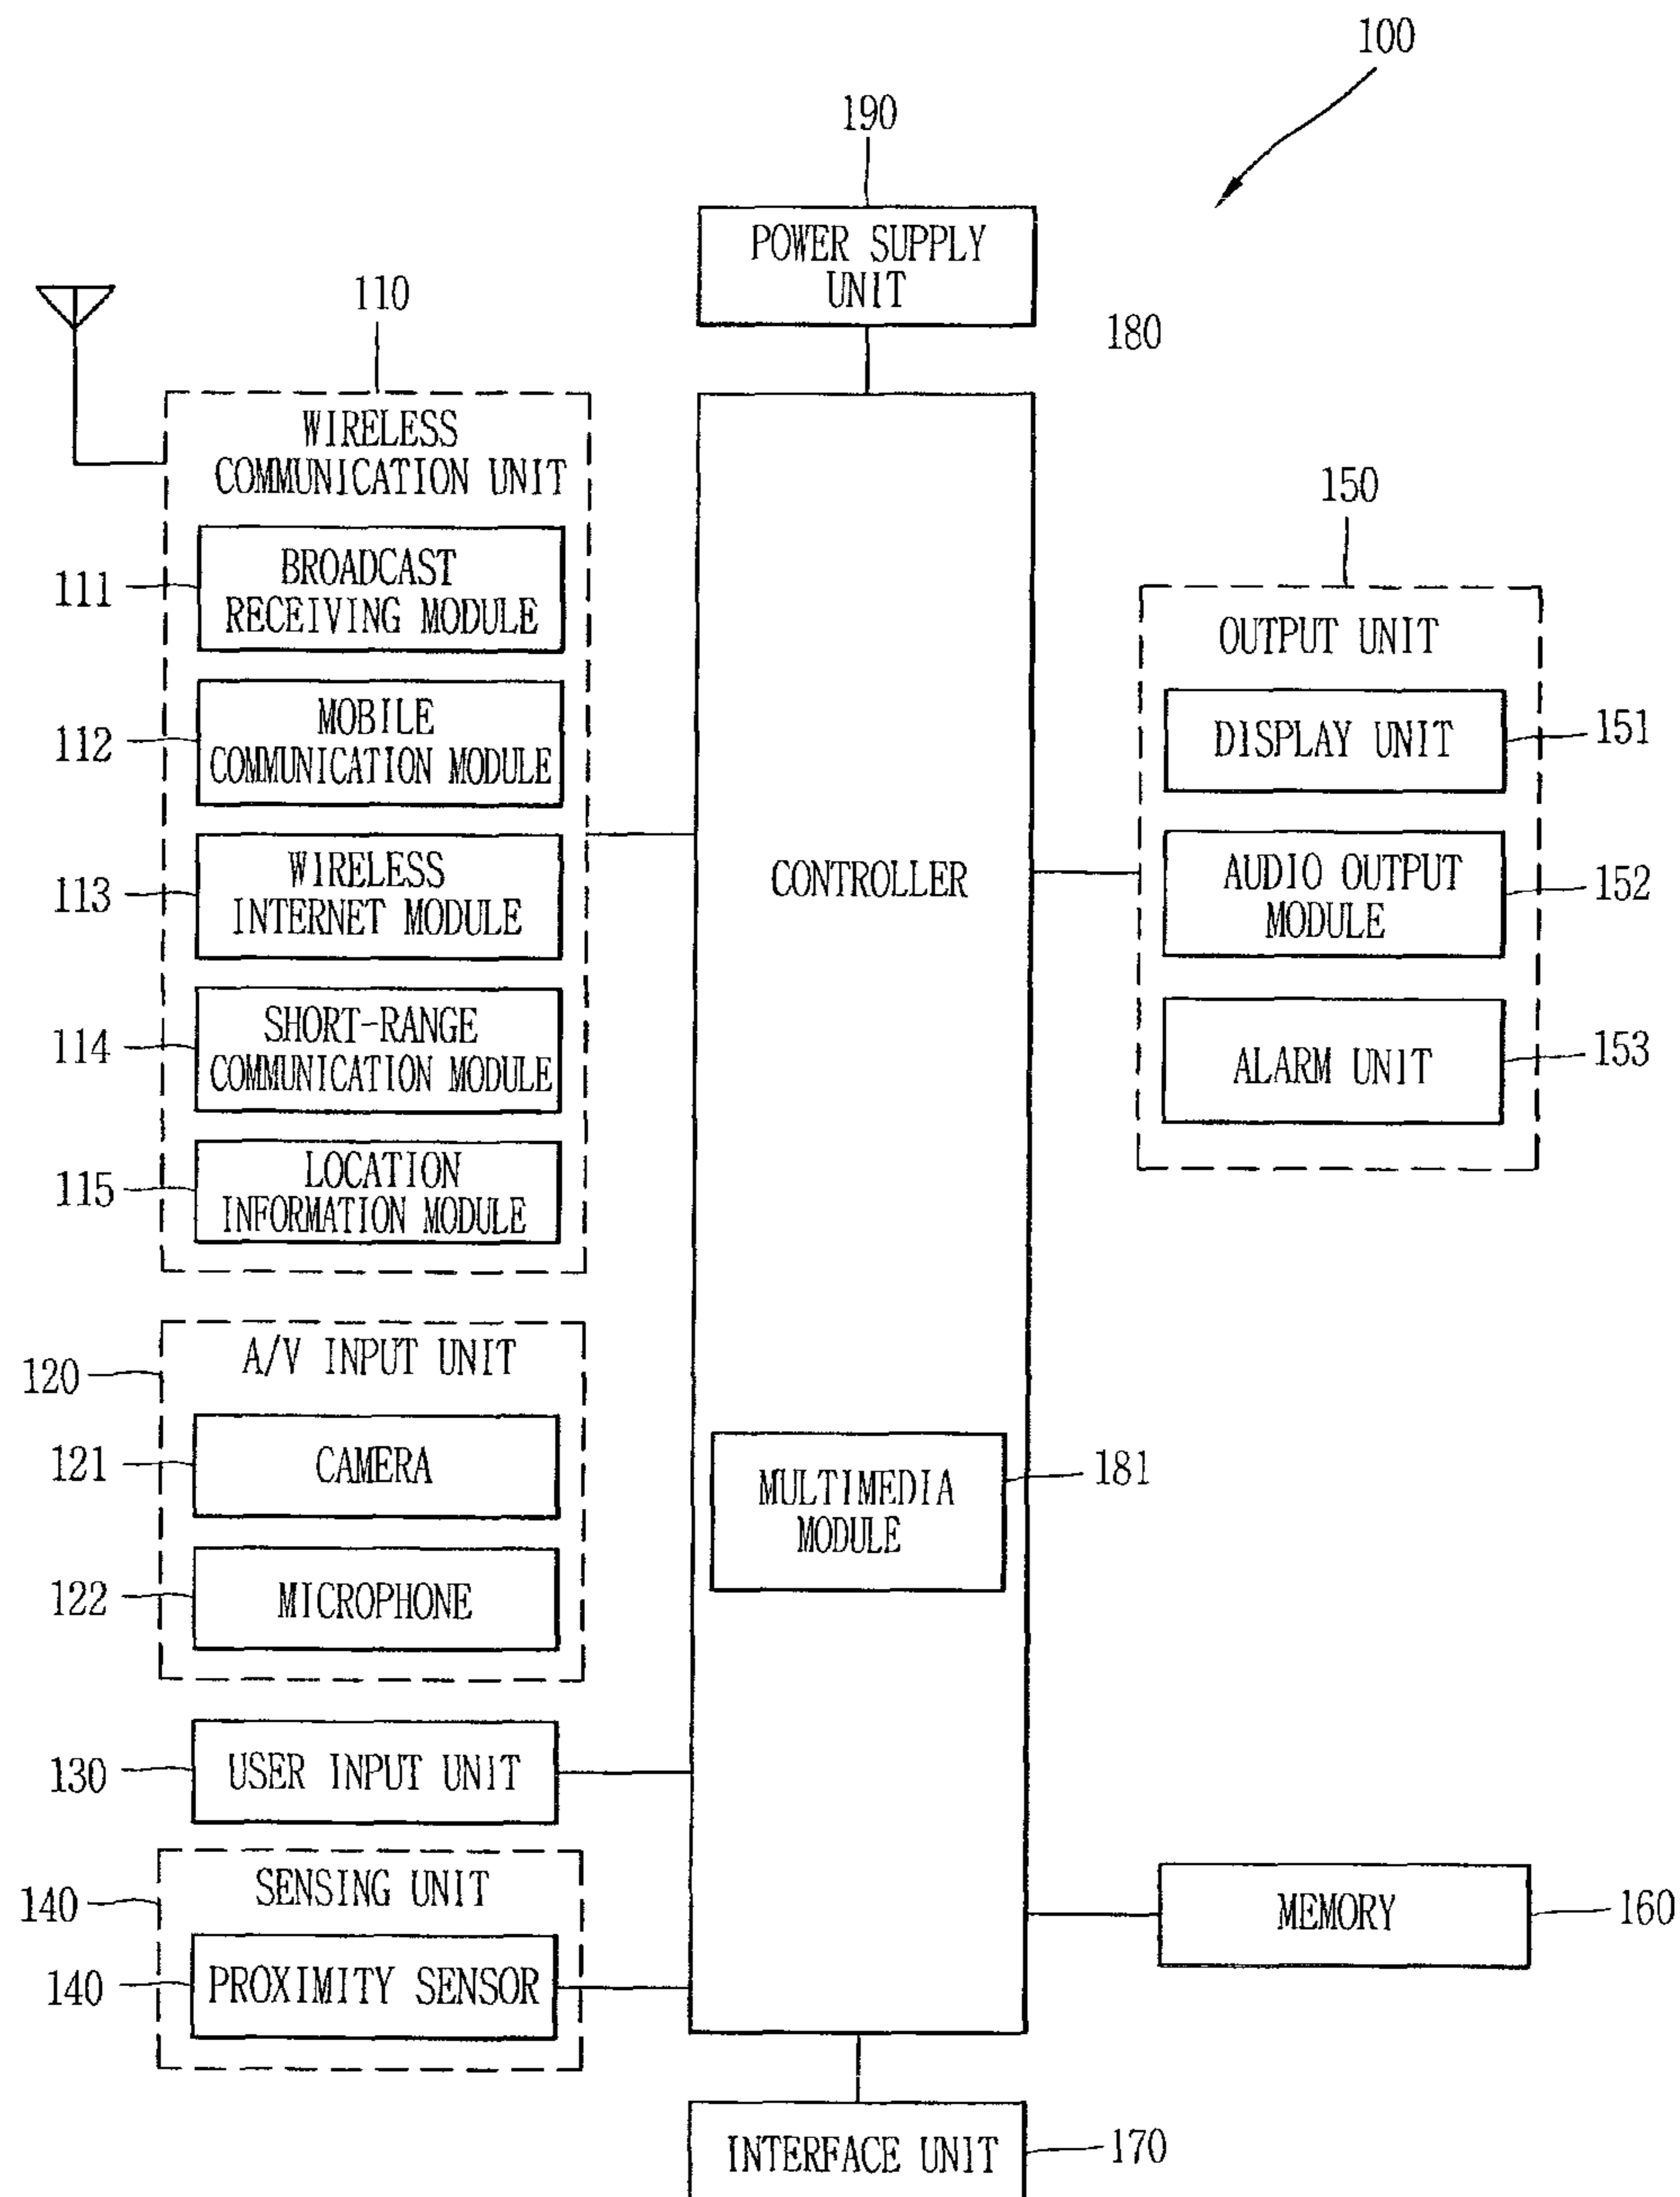 100
190
POWER SUPPLY
UNIT
180
110
WIRELESS
COMMUNICATION UNIT
111
BROADCAST
RECEIVING MODULE
112
MOBILE
COMMUNICATION MODULE
113
WIRELESS
INTERNET MODULE
114
SHORT-RANGE
COMMUNICATION MODULE
115
LOCATION
INFORMATION MODULE
120
A/V INPUT UNIT
121
CAMERA
122
MICROPHONE
130
USER INPUT UNIT
140
SENSING UNIT
140
PROXIMITY SENSOR
CONTROLLER
MULTIMEDIA
MODULE
181
150
OUTPUT UNIT
DISPLAY UNIT
151
AUDIO OUTPUT
MODULE
152
ALARM UNIT
153
MEMORY
160
INTERFACE UNIT
170